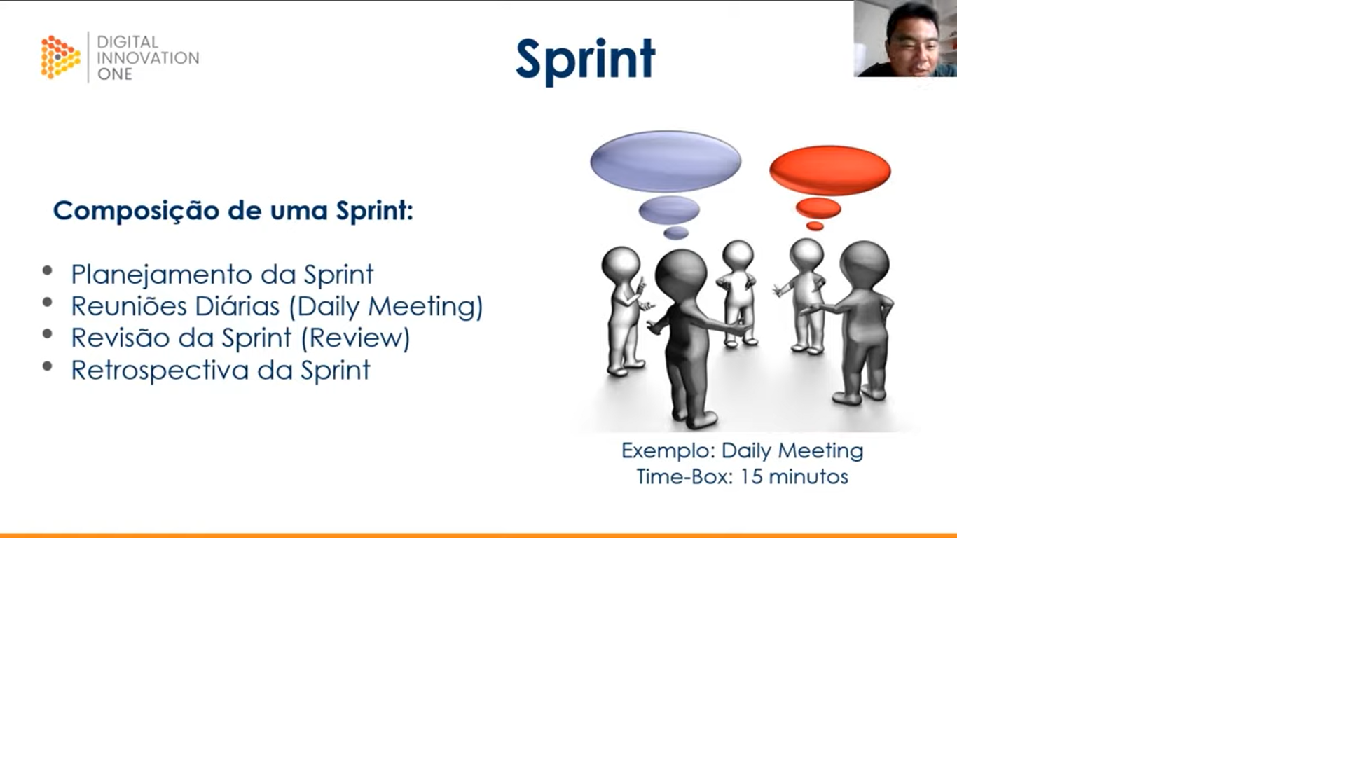 DIGITAL
INNOVATION
ONE
Sprint
Composição de uma Sprint:
• Planejamento da Sprint
• Reuniões Diárias (Daily Meeting)
• Revisão da Sprint (Review)
• Retrospectiva da Sprint
Exemplo: Daily Meeting
Time-Box: 15 minutos